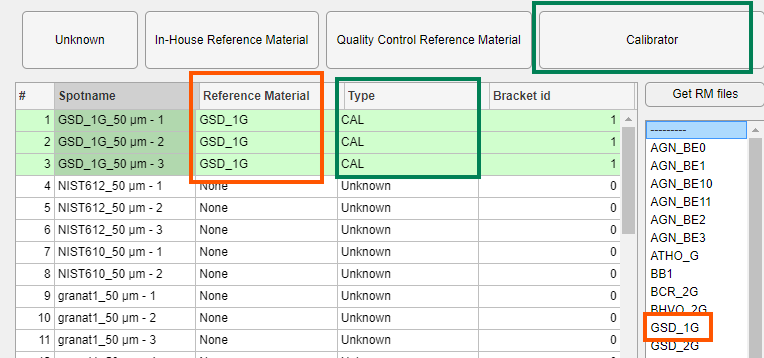 Unknown In-House Reference Material Quality Control Reference Material Calibrator
# Spotname Reference Material Type Bracket id
1 GSD_1G_50 µm - 1 GSD_1G CAL 1
2 GSD_1G_50 µm - 2 GSD_1G CAL 1
3 GSD_1G_50 µm - 3 GSD_1G CAL 1
4 NIST612_50 µm - 1 None Unknown 0
5 NIST612_50 µm - 2 None Unknown 0
6 NIST612_50 µm - 3 None Unknown 0
7 NIST610_50 µm - 1 None Unknown 0
8 NIST610_50 µm - 2 None Unknown 0
9 granat1_50 µm - 1 None Unknown 0
10 granat1_50 µm - 2 None Unknown 0
11 granat1_50 µm - 3 None Unknown 0
Get RM files
---------
AGN_BE0
AGN_BE1
AGN_BE10
AGN_BE11
AGN_BE2
AGN_BE3
ATHO_G
BB1
BCR_2G
BHVO_2G
GSD_1G
GSD_2G